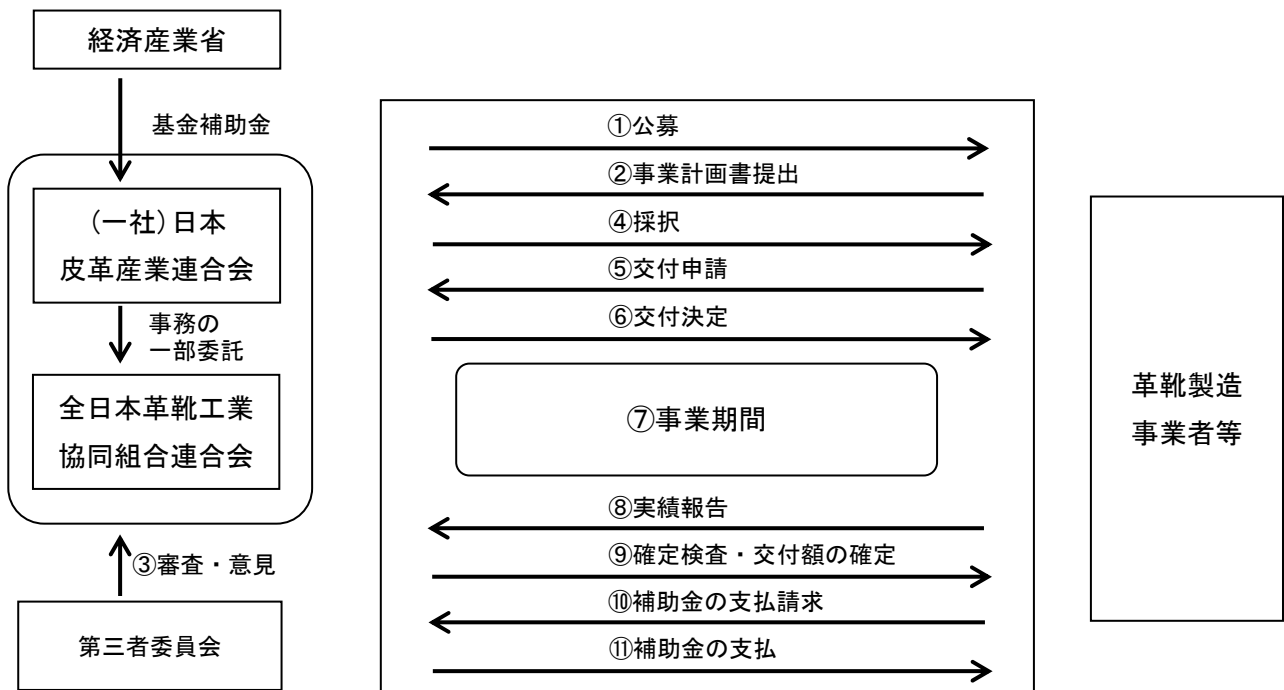 経済産業省
基金補助金
(一社)日本
皮革産業連合会
事務の
一部委託
全日本革靴工業
協同組合連合会
③審査・意見
第三者委員会
①公募
②事業計画書提出
④採択
⑤交付申請
⑥交付決定
⑦事業期間
⑧実績報告
⑨確定検査・交付額の確定
⑩補助金の支払請求
⑪補助金の支払
革靴製造
事業者等